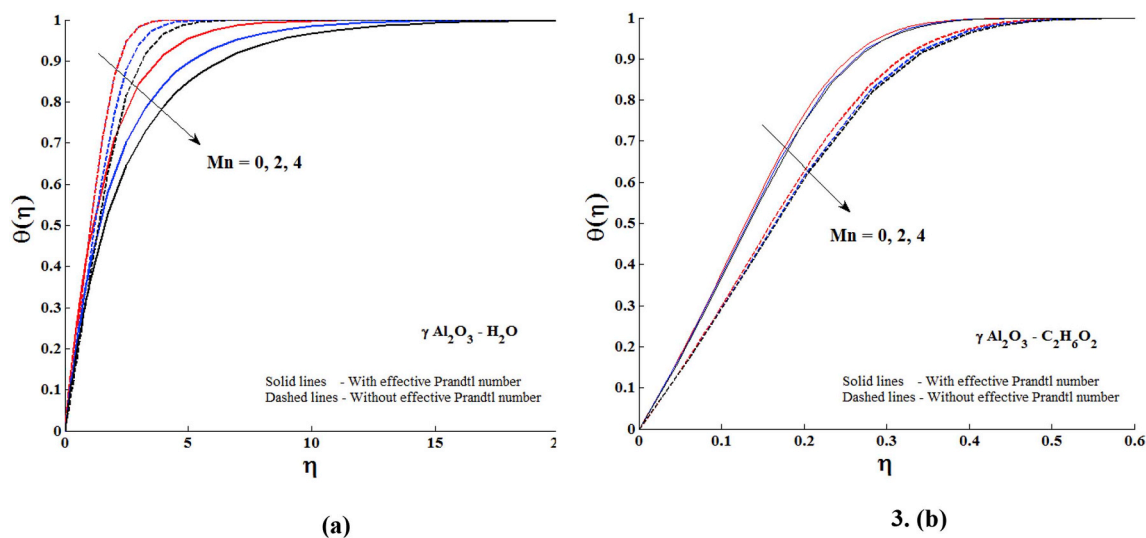 1
0.9
0.8
0.7
0.6
0.5
0.4
0.3
0.2
0.1
0
θ(η)
Mn = 0, 2, 4
γ Al2O3 - H2O
Solid lines - With effective Prandtl number
Dashed lines - Without effective Prandtl number
0 5 10 15 2
η
(a)
1
0.9
0.8
0.7
0.6
0.5
0.4
0.3
0.2
0.1
0
θ(η)
Mn = 0, 2, 4
γ Al2O3 - C2H6O2
Solid lines - With effective Prandtl number
Dashed lines - Without effective Prandtl number
0 0.1 0.2 0.3 0.4 0.5 0.6
η
3. (b)